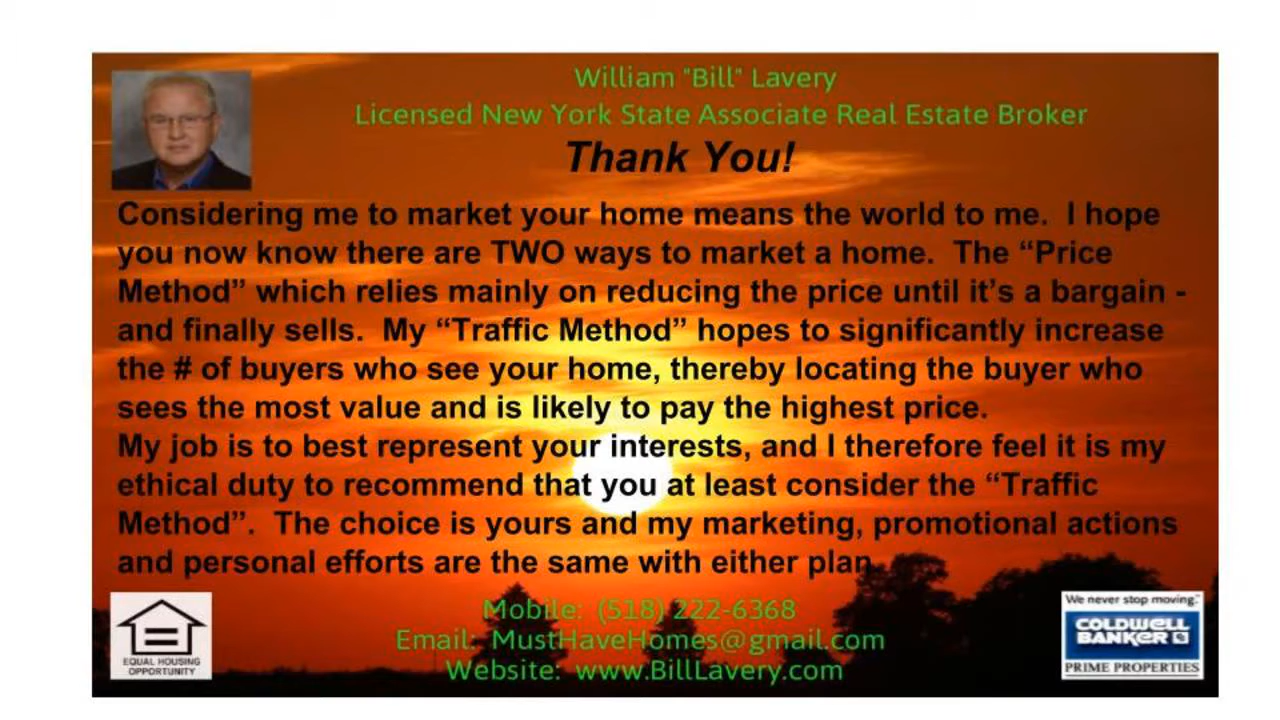 William "Bill" Lavery
Licensed New York State Associate Real Estate Broker
Thank You!
Considering me to market your home means the world to me.  I hope
you now know there are TWO ways to market a home.  The “Price
Method” which relies mainly on reducing the price until it’s a bargain -
and finally sells.  My “Traffic Method” hopes to significantly increase
the # of buyers who see your home, thereby locating the buyer who
sees the most value and is likely to pay the highest price.
My job is to best represent your interests, and I therefore feel it is my
ethical duty to recommend that you at least consider the “Traffic
Method”.  The choice is yours and my marketing, promotional actions
and personal efforts are the same with either plan.
Mobile:  (518) 222-6368
Email:  MustHaveHomes@gmail.com
Website:  www.BillLavery.com
EQUAL HOUSING
OPPORTUNITY
We never stop moving.
COLDWELL
BANKER
PRIME PROPERTIES